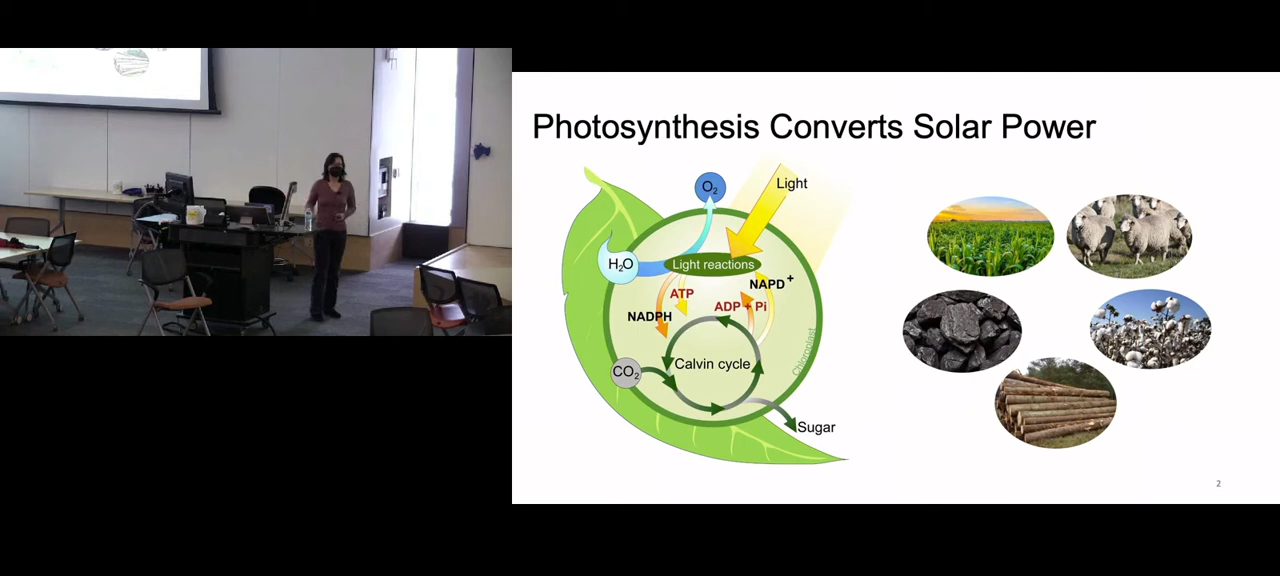 Photosynthesis Converts Solar Power
O2
Light
H2O
Light reactions
NAPD+
ATP
ADP + Pi
NADPH
Chloroplast
Calvin cycle
CO2
Sugar
2